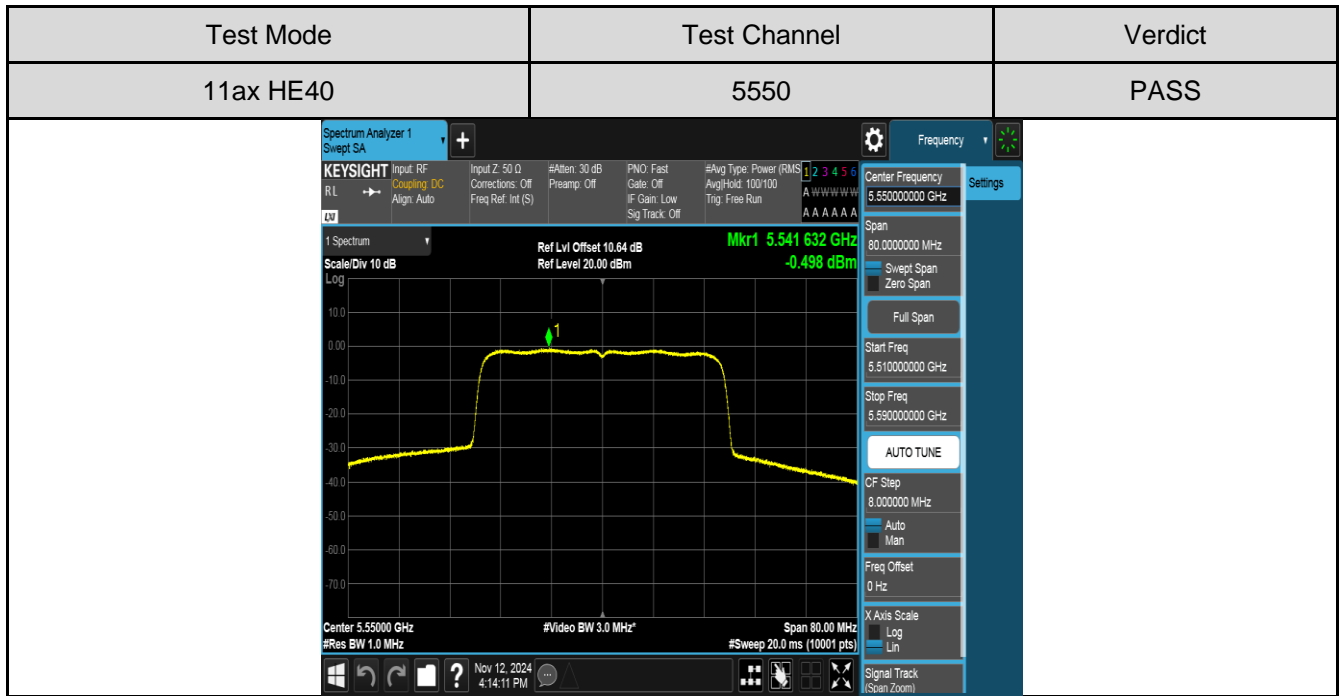 Test Mode Test Channel Verdict
11ax HE40 5550 PASS
Spectrum Analyzer 1
Swept SA
+
Frequency
KEYSIGHT
RL
LXI
Input: RF
Coupling: DC
Align: Auto
Input Z: 50 Ω
Corrections: Off
Freq Ref: Int (S)
#Atten: 30 dB
Preamp: Off
PNO: Fast
Gate: Off
IF Gain: Low
Sig Track: Off
#Avg Type: Power (RMS
Avg|Hold: 100/100
Trig: Free Run
1 2 3 4 5 6
A W W W W W
A A A A A A
1 Spectrum
Scale/Div 10 dB
Ref Lvl Offset 10.64 dB
Ref Level 20.00 dBm
Mkr1 5.541 632 GHz
-0.498 dBm
Log
10.0
0.00
-10.0
-20.0
-30.0
-40.0
-50.0
-60.0
-70.0
1
Center 5.55000 GHz
#Res BW 1.0 MHz
#Video BW 3.0 MHz*
Span 80.00 MHz
#Sweep 20.0 ms (10001 pts)
?
Nov 12, 2024
4:14:11 PM
Center Frequency
5.550000000 GHz
Settings
Span
80.0000000 MHz
Swept Span
Zero Span
Full Span
Start Freq
5.510000000 GHz
Stop Freq
5.590000000 GHz
AUTO TUNE
CF Step
8.000000 MHz
Auto
Man
Freq Offset
0 Hz
X Axis Scale
Log
Lin
Signal Track
(Span Zoom)